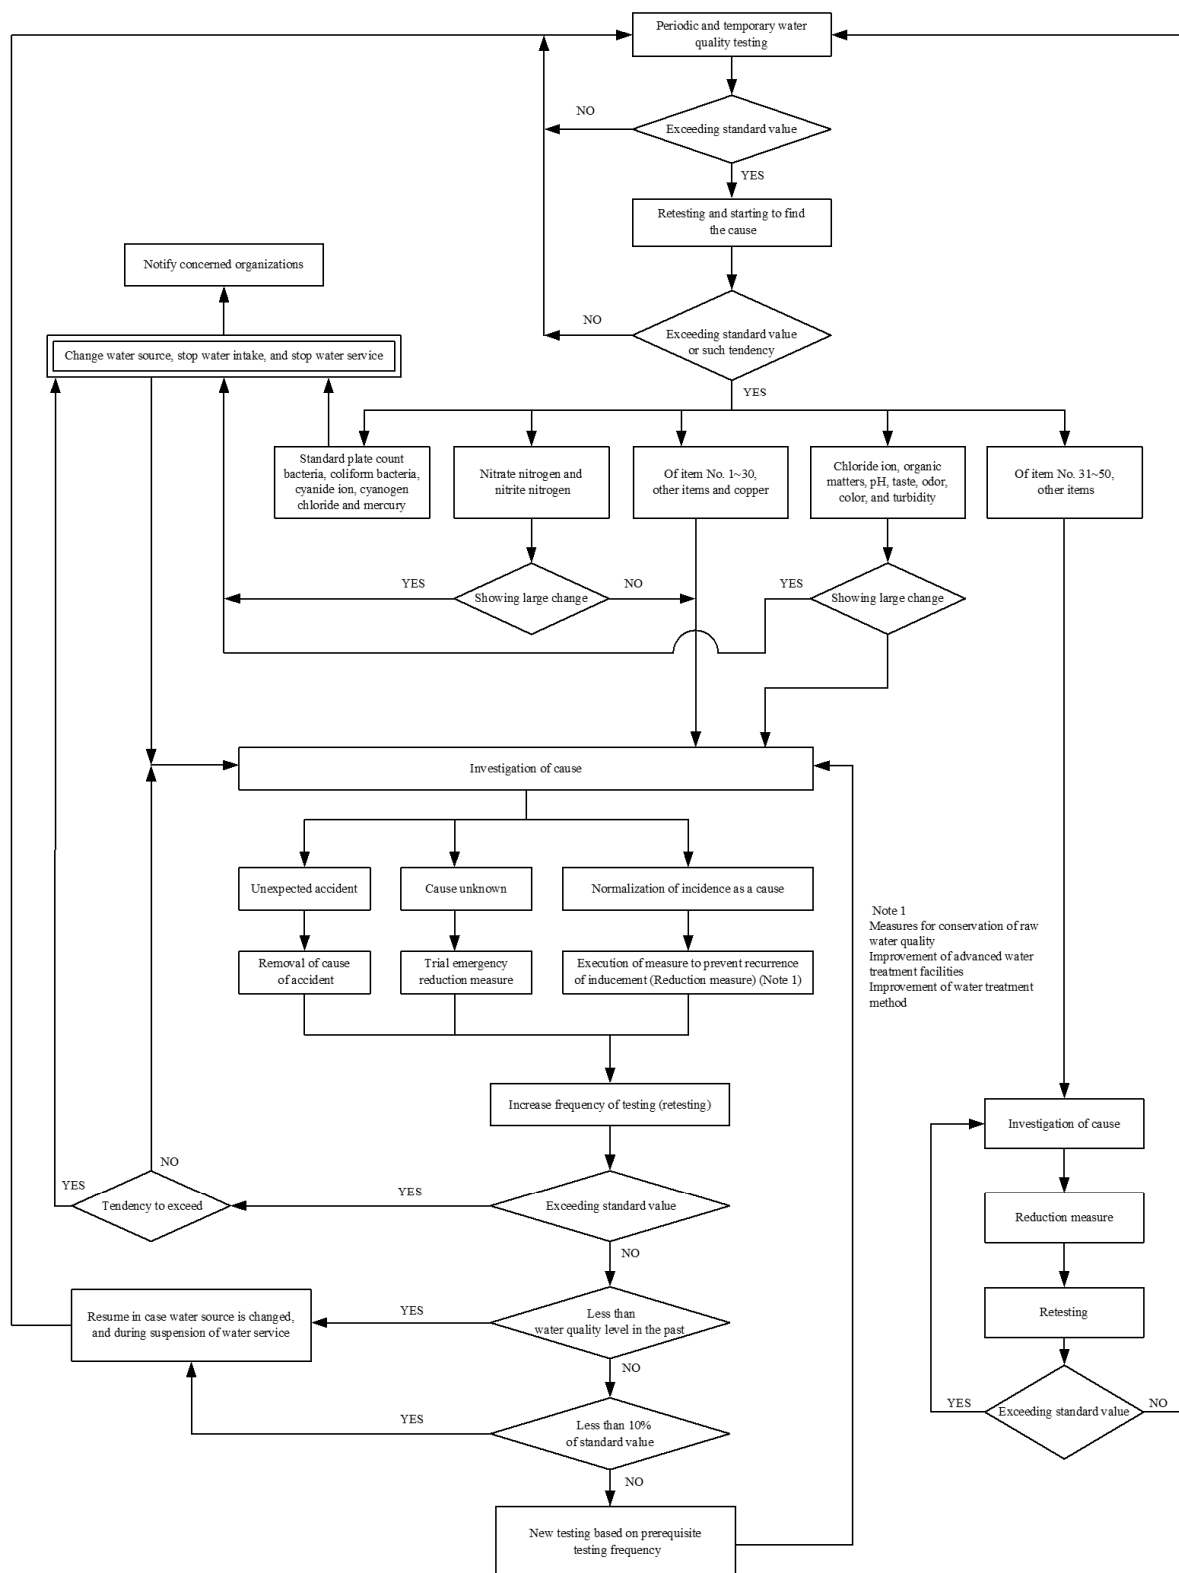 Periodic and temporary water
quality testing
NO
Exceeding standard value
YES
Retesting and starting to find
the cause
Notify concerned organizations
NO
Exceeding standard value
or such tendency
Change water source, stop water intake, and stop water service
YES
Standard plate count
bacteria, coliform bacteria,
cyanide ion, cyanogen
chloride and mercury
Nitrate nitrogen and
nitrite nitrogen
Of item No. 1~30,
other items and copper
Chloride ion, organic
matters, pH, taste, odor,
color, and turbidity
Of item No. 31~50,
other items
YES
Showing large change
NO
YES
Showing large change
Investigation of cause
Unexpected accident
Cause unknown
Normalization of incidence as a cause
Note 1
Measures for conservation of raw
water quality
Improvement of advanced water
treatment facilities
Improvement of water treatment
method
Removal of cause
of accident
Trial emergency
reduction measure
Execution of measure to prevent recurrence
of inducement (Reduction measure) (Note 1)
Increase frequency of testing (retesting)
Investigation of cause
NO
YES
Tendency to exceed
YES
Exceeding standard value
Reduction measure
NO
Resume in case water source is changed,
and during suspension of water service
YES
Less than
water quality level in the past
Retesting
NO
YES
Less than 10%
of standard value
YES
Exceeding standard value
NO
NO
New testing based on prerequisite
testing frequency